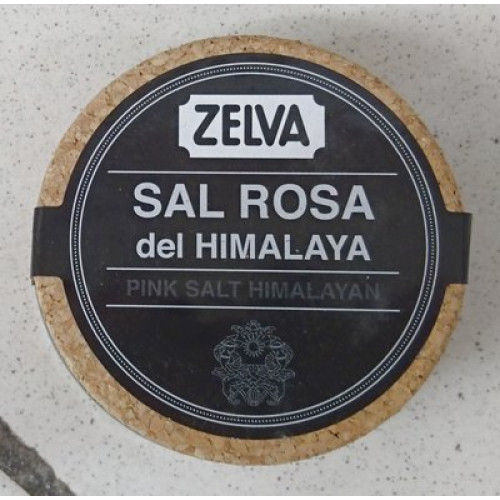 ZELVA
SAL ROSA
del HIMALAYA
PINK SALT HIMALAYAN